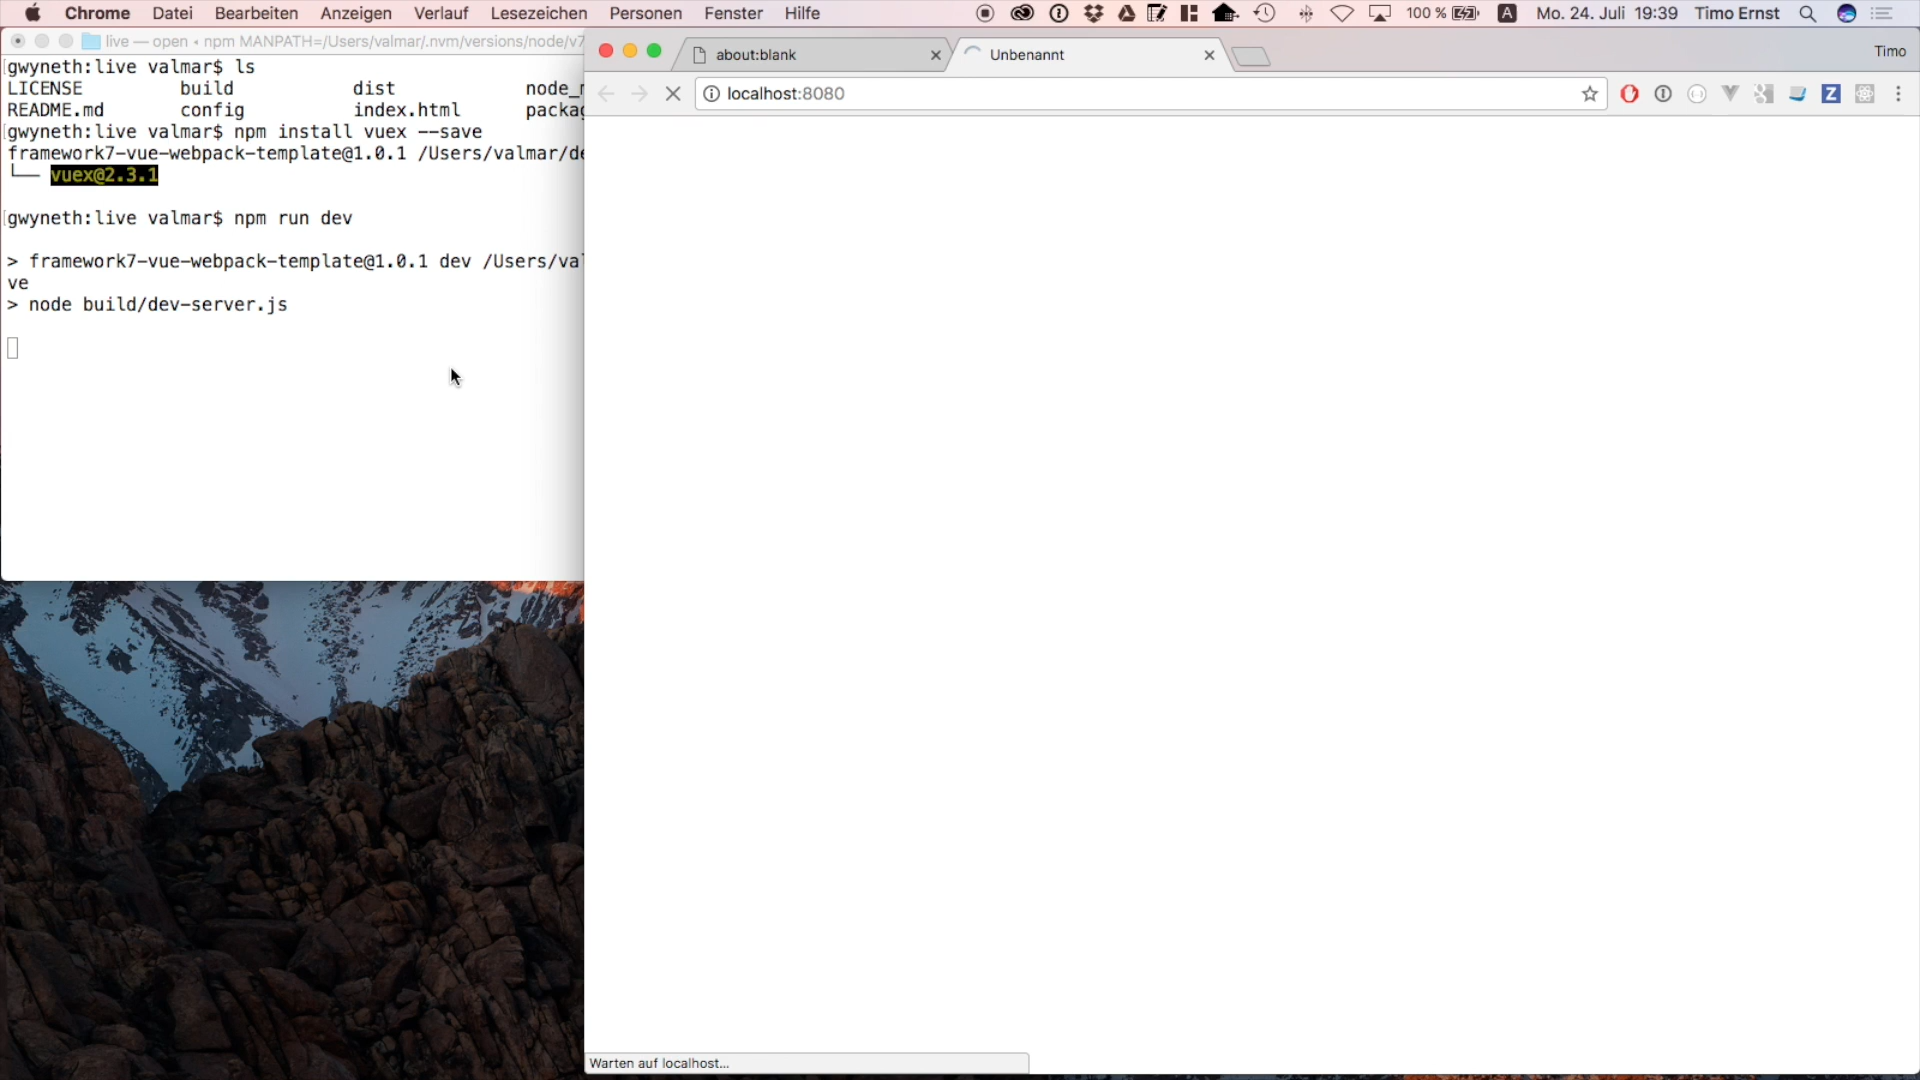 Chrome Datei Bearbeiten Anzeigen Verlauf Lesezeichen Personen Fenster Hilfe 100 % A Mo. 24. Juli 19:39 Timo Ernst
live — open • npm MANPATH=/Users/valmar/.nvm/versions/node/v7
gwyneth:live valmar$ ls
LICENSE build dist node_
README.md config index.html packag
gwyneth:live valmar$ npm install vuex --save
framework7-vue-webpack-template@1.0.1 /Users/valmar/de
└── vuex@2.3.1
gwyneth:live valmar$ npm run dev
> framework7-vue-webpack-template@1.0.1 dev /Users/val
ve
> node build/dev-server.js
about:blank Unbenannt Timo
localhost:8080 Z
Warten auf localhost...